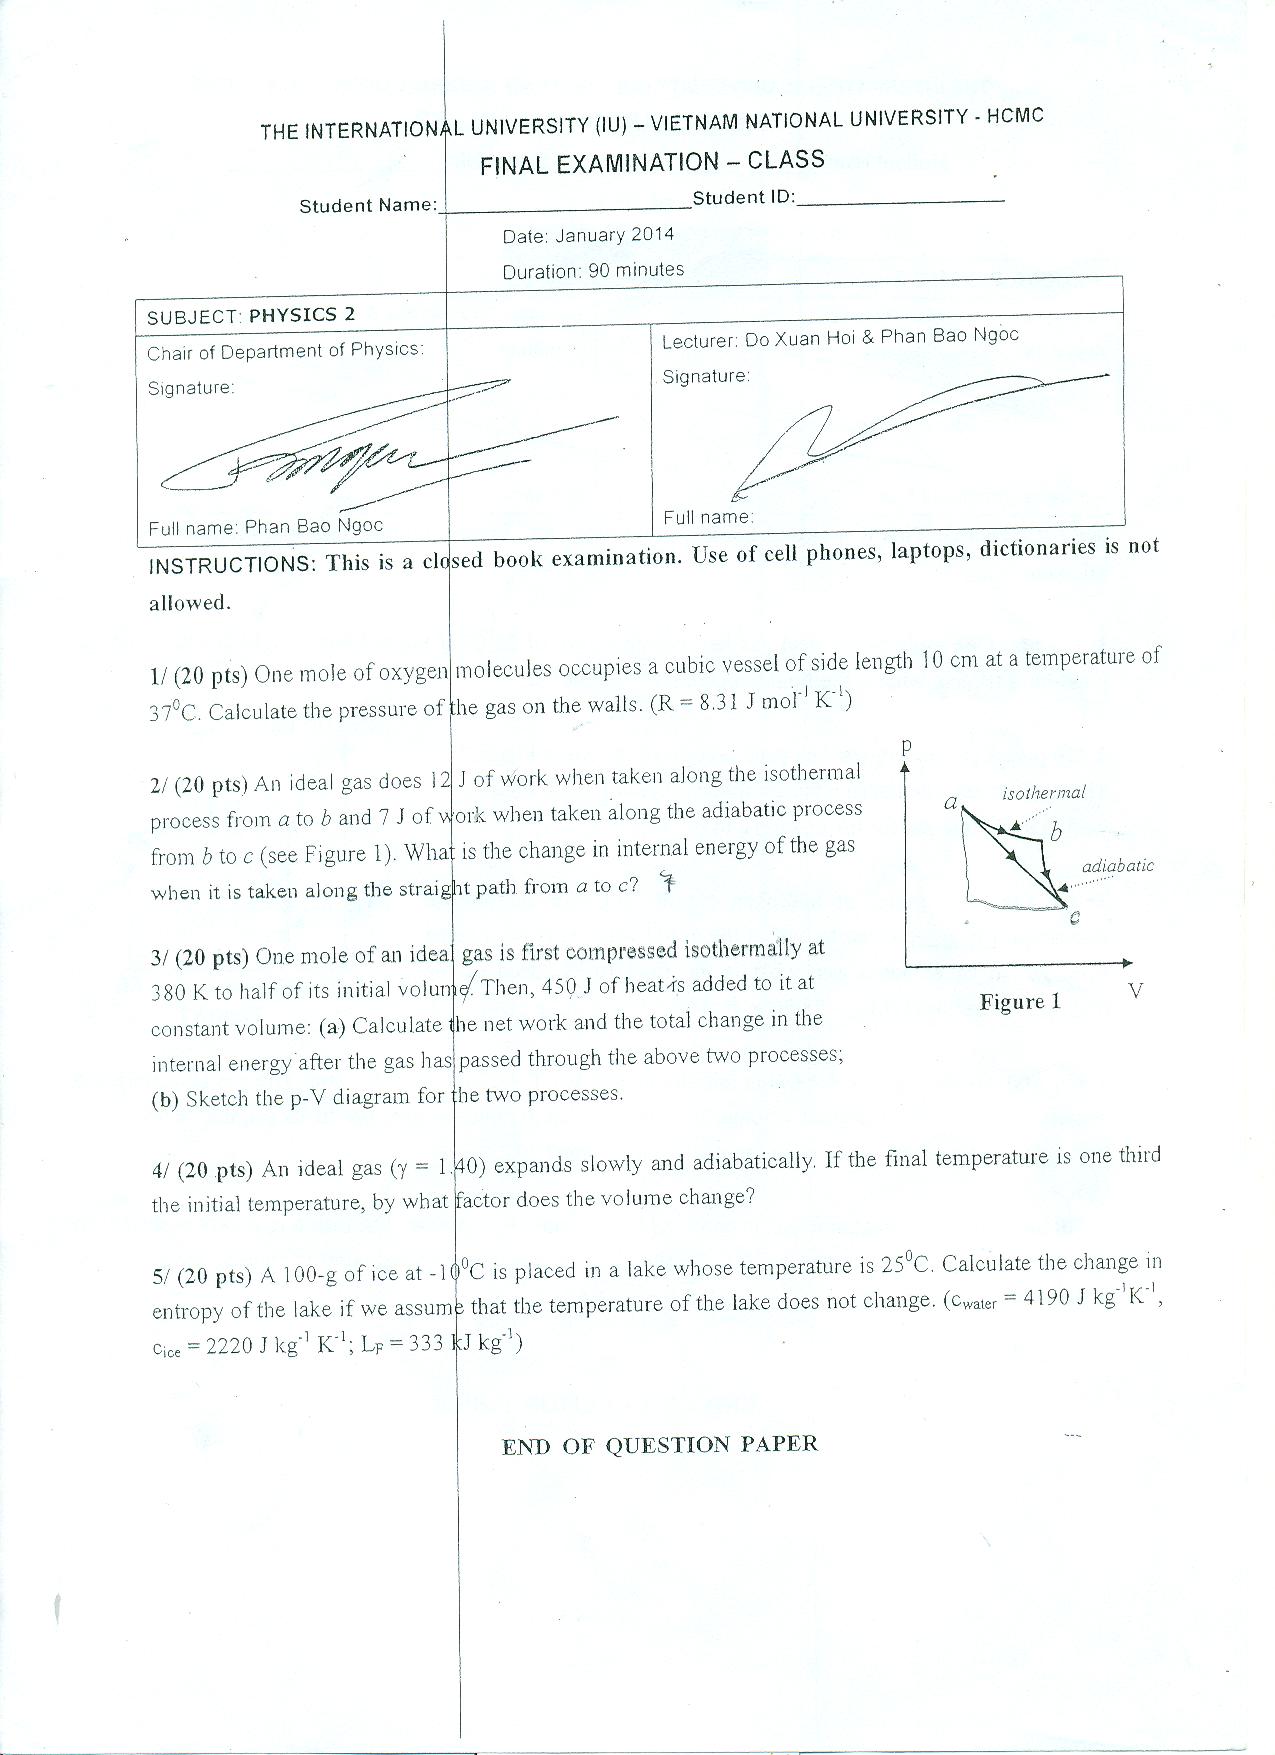 THE INTERNATIONAL UNIVERSITY (IU) – VIETNAM NATIONAL UNIVERSITY - HCMC
FINAL EXAMINATION – CLASS
Student Name:____________________Student ID:________________
Date: January 2014
Duration: 90 minutes
SUBJECT: PHYSICS 2
Chair of Department of Physics:
Signature:
Full name: Phan Bao Ngoc
Lecturer: Do Xuan Hoi & Phan Bao Ngoc
Signature:
Full name:
INSTRUCTIONS: This is a closed book examination. Use of cell phones, laptops, dictionaries is not
allowed.
1/ (20 pts) One mole of oxygen molecules occupies a cubic vessel of side length 10 cm at a temperature of
37⁰C. Calculate the pressure of the gas on the walls. (R = 8.31 J mol⁻¹ K⁻¹)
2/ (20 pts) An ideal gas does 12 J of work when taken along the isothermal
process from a to b and 7 J of work when taken along the adiabatic process
from b to c (see Figure 1). What is the change in internal energy of the gas
when it is taken along the straight path from a to c?
p
a
isothermal
b
adiabatic
c
V
Figure 1
3/ (20 pts) One mole of an ideal gas is first compressed isothermally at
380 K to half of its initial volume. Then, 450 J of heat is added to it at
constant volume: (a) Calculate the net work and the total change in the
internal energy after the gas has passed through the above two processes;
(b) Sketch the p-V diagram for the two processes.
4/ (20 pts) An ideal gas (γ = 1.40) expands slowly and adiabatically. If the final temperature is one third
the initial temperature, by what factor does the volume change?
5/ (20 pts) A 100-g of ice at -10⁰C is placed in a lake whose temperature is 25⁰C. Calculate the change in
entropy of the lake if we assume that the temperature of the lake does not change. (c_water = 4190 J kg⁻¹K⁻¹,
c_ice = 2220 J kg⁻¹ K⁻¹; L_F = 333 kJ kg⁻¹)
END OF QUESTION PAPER